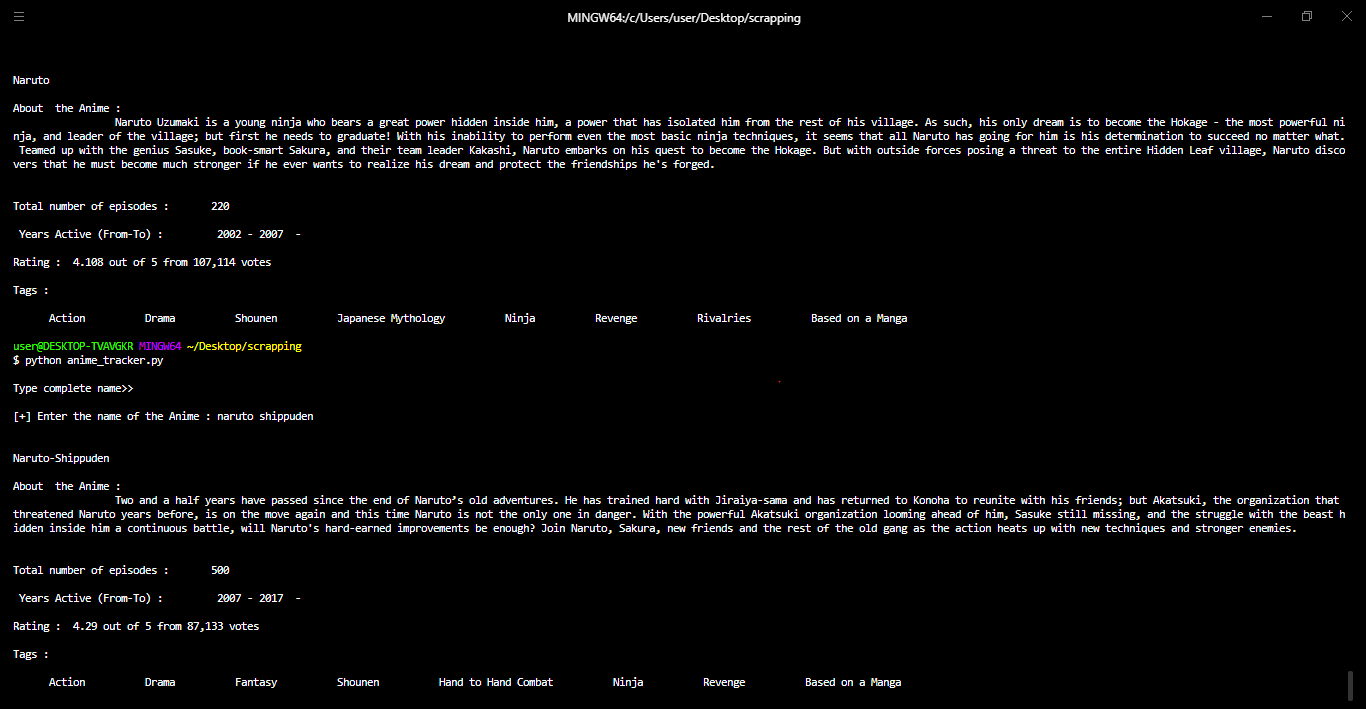 MINGW64:/c/Users/user/Desktop/scrapping
Naruto
About  the Anime :
Naruto Uzumaki is a young ninja who bears a great power hidden inside him, a power that has isolated him from the rest of his village. As such, his only dream is to become the Hokage - the most powerful ni
nja, and leader of the village; but first he needs to graduate! With his inability to perform even the most basic ninja techniques, it seems that all Naruto has going for him is his determination to succeed no matter what.
Teamed up with the genius Sasuke, book-smart Sakura, and their team leader Kakashi, Naruto embarks on his quest to become the Hokage. But with outside forces posing a threat to the entire Hidden Leaf village, Naruto disco
vers that he must become much stronger if he ever wants to realize his dream and protect the friendships he's forged.
Total number of episodes :       220
Years Active (From-To) :         2002 - 2007  -
Rating :  4.108 out of 5 from 107,114 votes
Tags :
Action          Drama          Shounen          Japanese Mythology          Ninja          Revenge          Rivalries          Based on a Manga
user@DESKTOP-TVAVGKR MINGW64 ~/Desktop/scrapping
$ python anime_tracker.py
Type complete name>>
[+] Enter the name of the Anime : naruto shippuden
Naruto-Shippuden
About  the Anime :
Two and a half years have passed since the end of Naruto’s old adventures. He has trained hard with Jiraiya-sama and has returned to Konoha to reunite with his friends; but Akatsuki, the organization that
threatened Naruto years before, is on the move again and this time Naruto is not the only one in danger. With the powerful Akatsuki organization looming ahead of him, Sasuke still missing, and the struggle with the beast h
idden inside him a continuous battle, will Naruto's hard-earned improvements be enough? Join Naruto, Sakura, new friends and the rest of the old gang as the action heats up with new techniques and stronger enemies.
Total number of episodes :       500
Years Active (From-To) :         2007 - 2017  -
Rating :  4.29 out of 5 from 87,133 votes
Tags :
Action          Drama          Fantasy          Shounen          Hand to Hand Combat          Ninja          Revenge          Based on a Manga